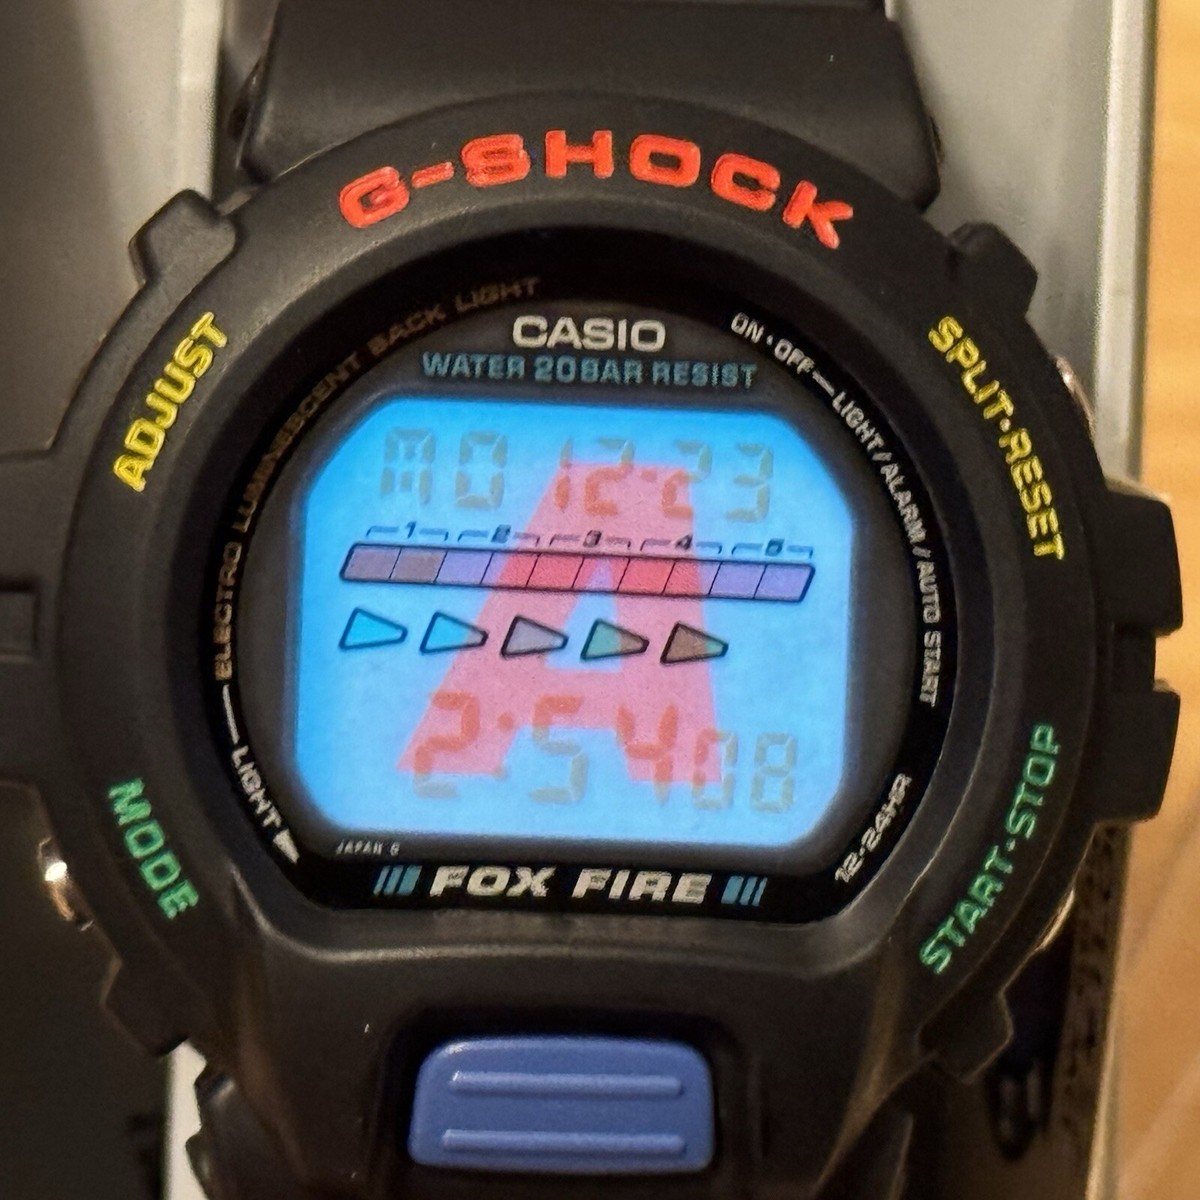 G-SHOCK
ADJUST
SPLIT·RESET
ELECTRO LUMINESCENT BACK LIGHT
CASIO
WATER 20BAR RESIST
ON·OFF—LIGHT/ALARM/AUTO START
MO 12-23
1 2 3 4 5
A
2:54 08
LIGHT
12-24HR
JAPAN G
FOX FIRE
MODE
START·STOP